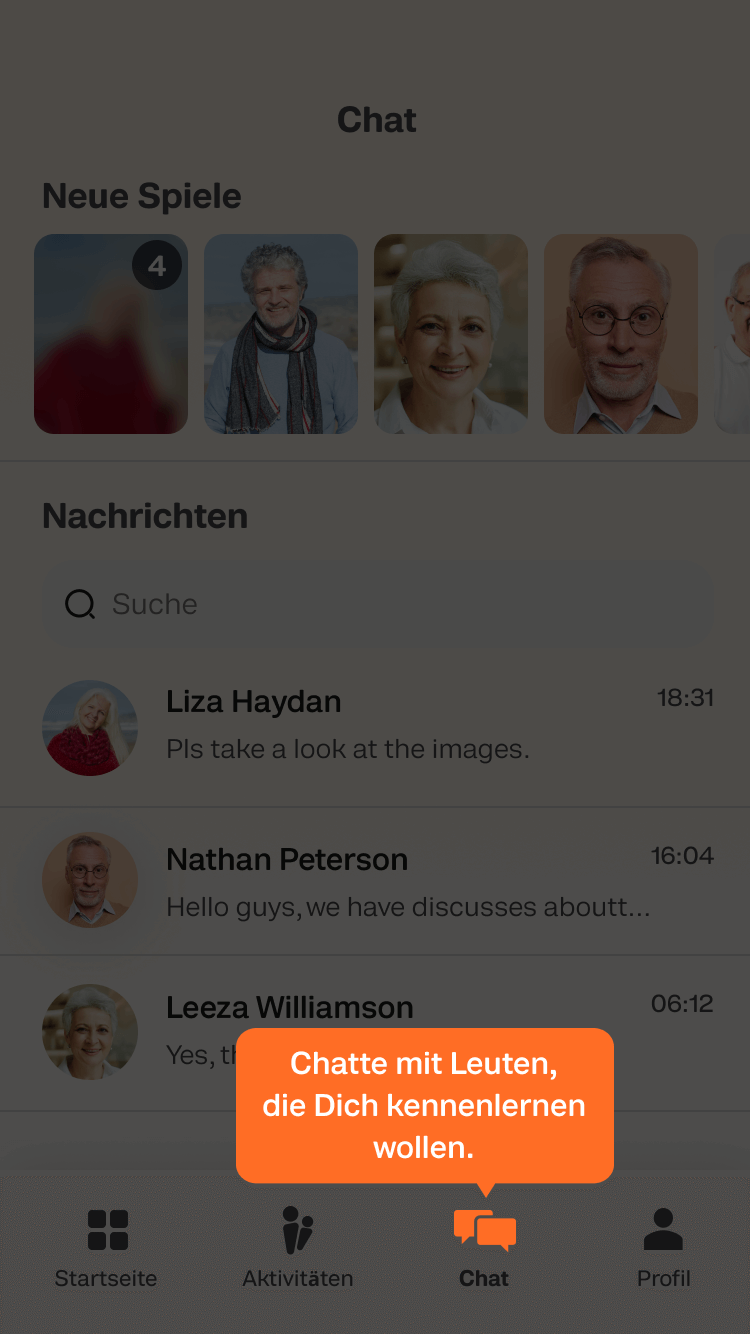 Chat
Neue Spiele
4
Nachrichten
Suche
Liza Haydan
18:31
Pls take a look at the images.
Nathan Peterson
16:04
Hello guys, we have discusses aboutt...
Leeza Williamson
06:12
Yes,
Chatte mit Leuten,
die Dich kennenlernen
wollen.
Startseite
Aktivitäten
Chat
Profil